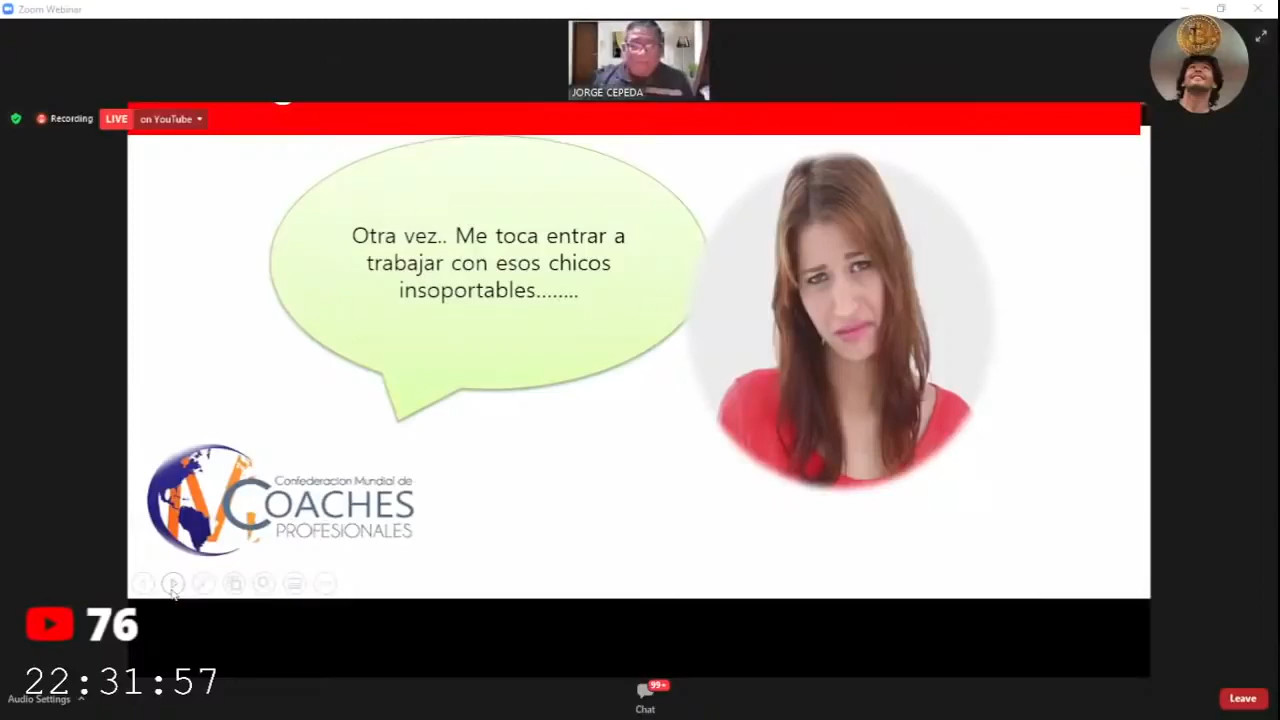 Zoom Webinar
JORGE CEPEDA
Recording
LIVE on YouTube
Otra vez.. Me toca entrar a
trabajar con esos chicos
insoportables........
Confederacion Mundial de
COACHES
PROFESIONALES
76
22:31:57
Audio Settings
99+
Chat
Leave